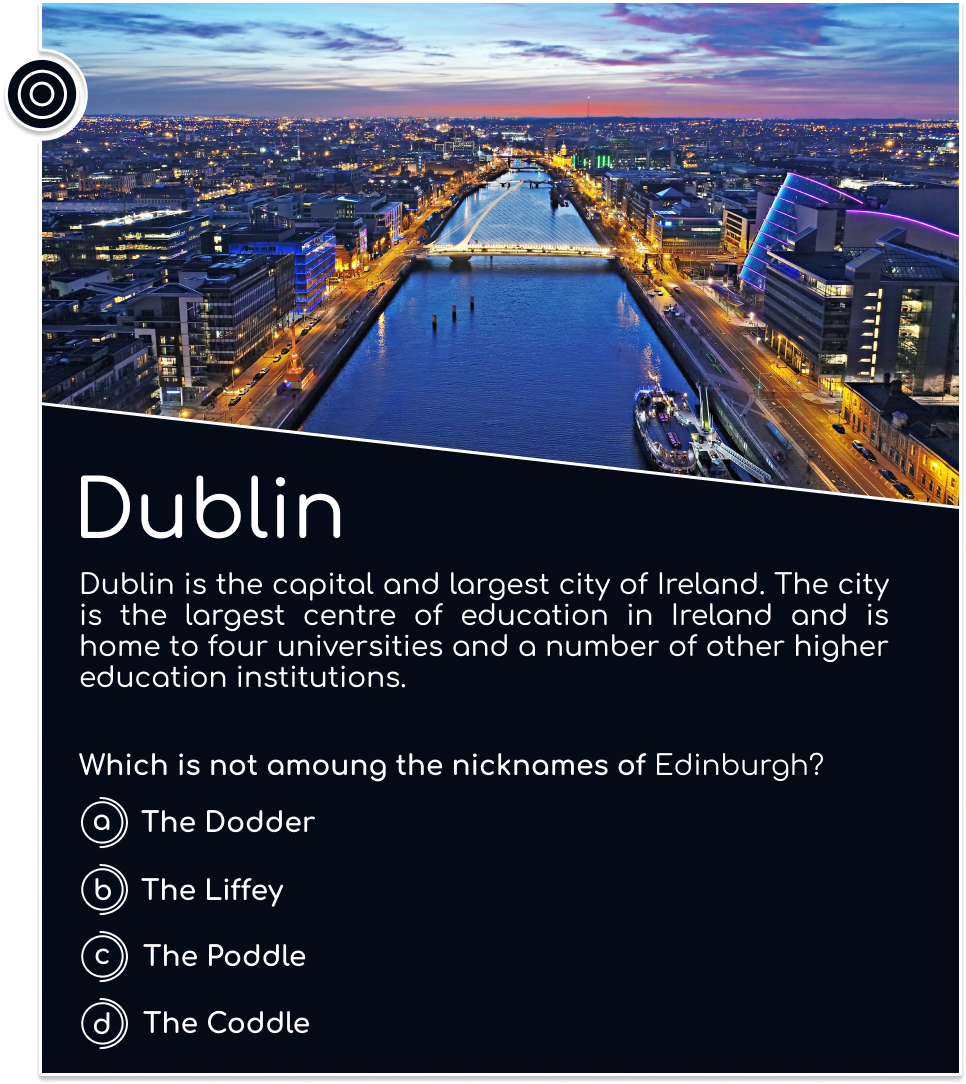 Dublin
Dublin is the capital and largest city of Ireland. The city
is the largest centre of education in Ireland and is
home to four universities and a number of other higher
education institutions.
Which is not amoung the nicknames of Edinburgh?
a The Dodder
b The Liffey
c The Poddle
d The Coddle